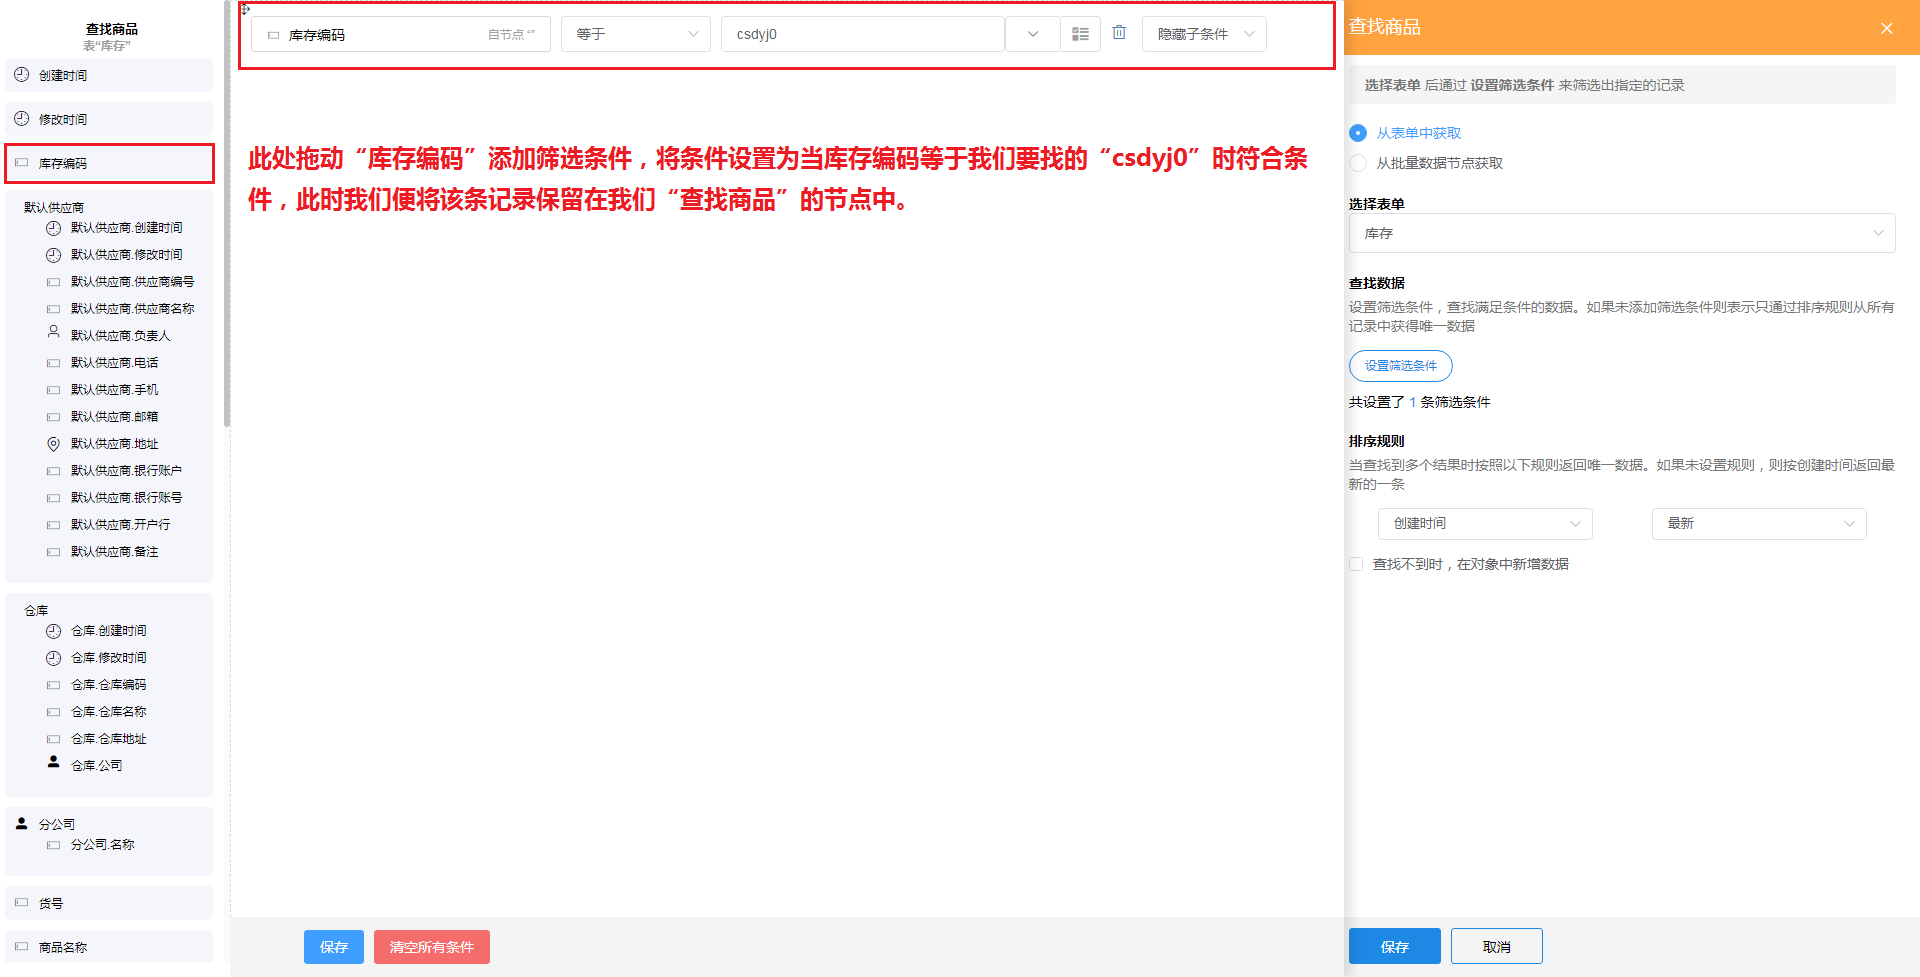 查找商品
表“库存”
创建时间
修改时间
库存编码
默认供应商
默认供应商.创建时间
默认供应商.修改时间
默认供应商.供应商编号
默认供应商.供应商名称
默认供应商.负责人
默认供应商.电话
默认供应商.手机
默认供应商.邮箱
默认供应商.地址
默认供应商.银行账户
默认供应商.银行账号
默认供应商.开户行
默认供应商.备注
仓库
仓库.创建时间
仓库.修改时间
仓库.仓库编码
仓库.仓库名称
仓库.仓库地址
仓库.公司
分公司
分公司.名称
货号
商品名称
库存编码 自节点 “” 等于 csdyj0 隐藏子条件
此处拖动“库存编码”添加筛选条件，将条件设置为当库存编码等于我们要找的“csdyj0”时符合条
件，此时我们便将该条记录保留在我们“查找商品”的节点中。
保存 清空所有条件
查找商品
选择表单 后通过 设置筛选条件 来筛选出指定的记录
从表单中获取
从批量数据节点获取
选择表单
库存
查找数据
设置筛选条件，查找满足条件的数据。如果未添加筛选条件则表示只通过排序规则从所有
记录中获得唯一数据
设置筛选条件
共设置了 1 条筛选条件
排序规则
当查找到多个结果时按照以下规则返回唯一数据。如果未设置规则，则按创建时间返回最
新的一条
创建时间 最新
查找不到时，在对象中新增数据
保存 取消